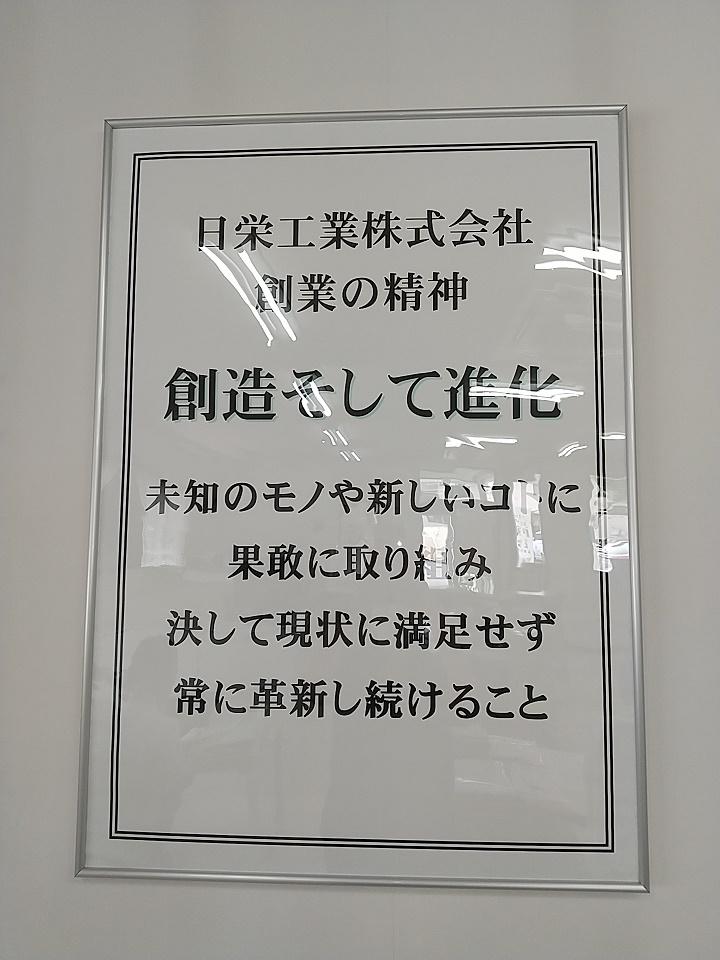 日栄工業株式会社
創業の精神
創造そして進化
未知のモノや新しいコトに
果敢に取り組み
決して現状に満足せず
常に革新し続けること